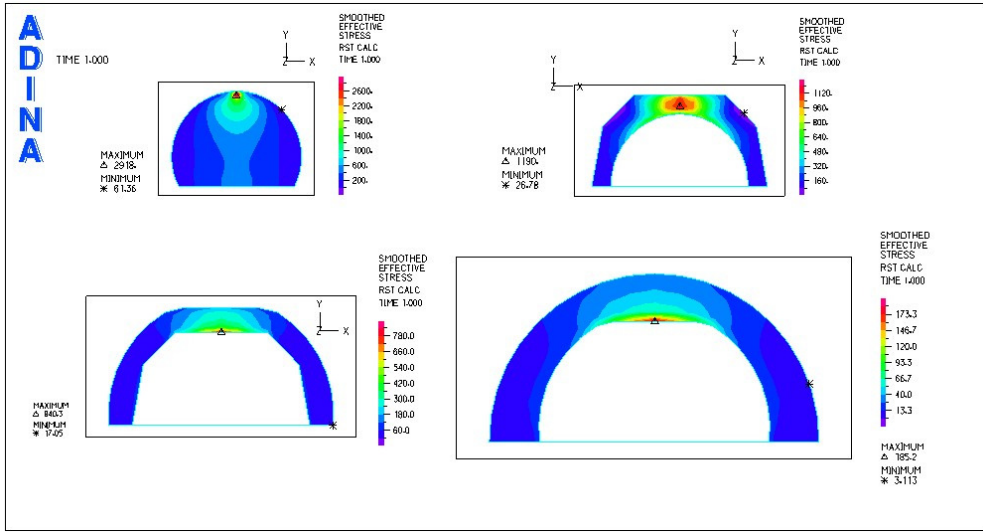 ADINA
TIME 1.000
Y
Z X
SMOOTHED
EFFECTIVE
STRESS
RST CALC
TIME 1.000
2600.
2200.
1800.
1400.
1000.
600.
200.
MAXIMUM
2918.
MINIMUM
61.36
Y
Z X
Y
Z X
SMOOTHED
EFFECTIVE
STRESS
RST CALC
TIME 1.000
1120.
960.
800.
640.
480.
320.
160.
MAXIMUM
1190.
MINIMUM
26.78
SMOOTHED
EFFECTIVE
STRESS
RST CALC
TIME 1.000
Y
Z X
780.0
660.0
540.0
420.0
300.0
180.0
60.0
MAXIMUM
840.3
MINIMUM
17.05
SMOOTHED
EFFECTIVE
STRESS
RST CALC
TIME 1.000
173.3
146.7
120.0
93.3
66.7
40.0
13.3
MAXIMUM
185.2
MINIMUM
3.113